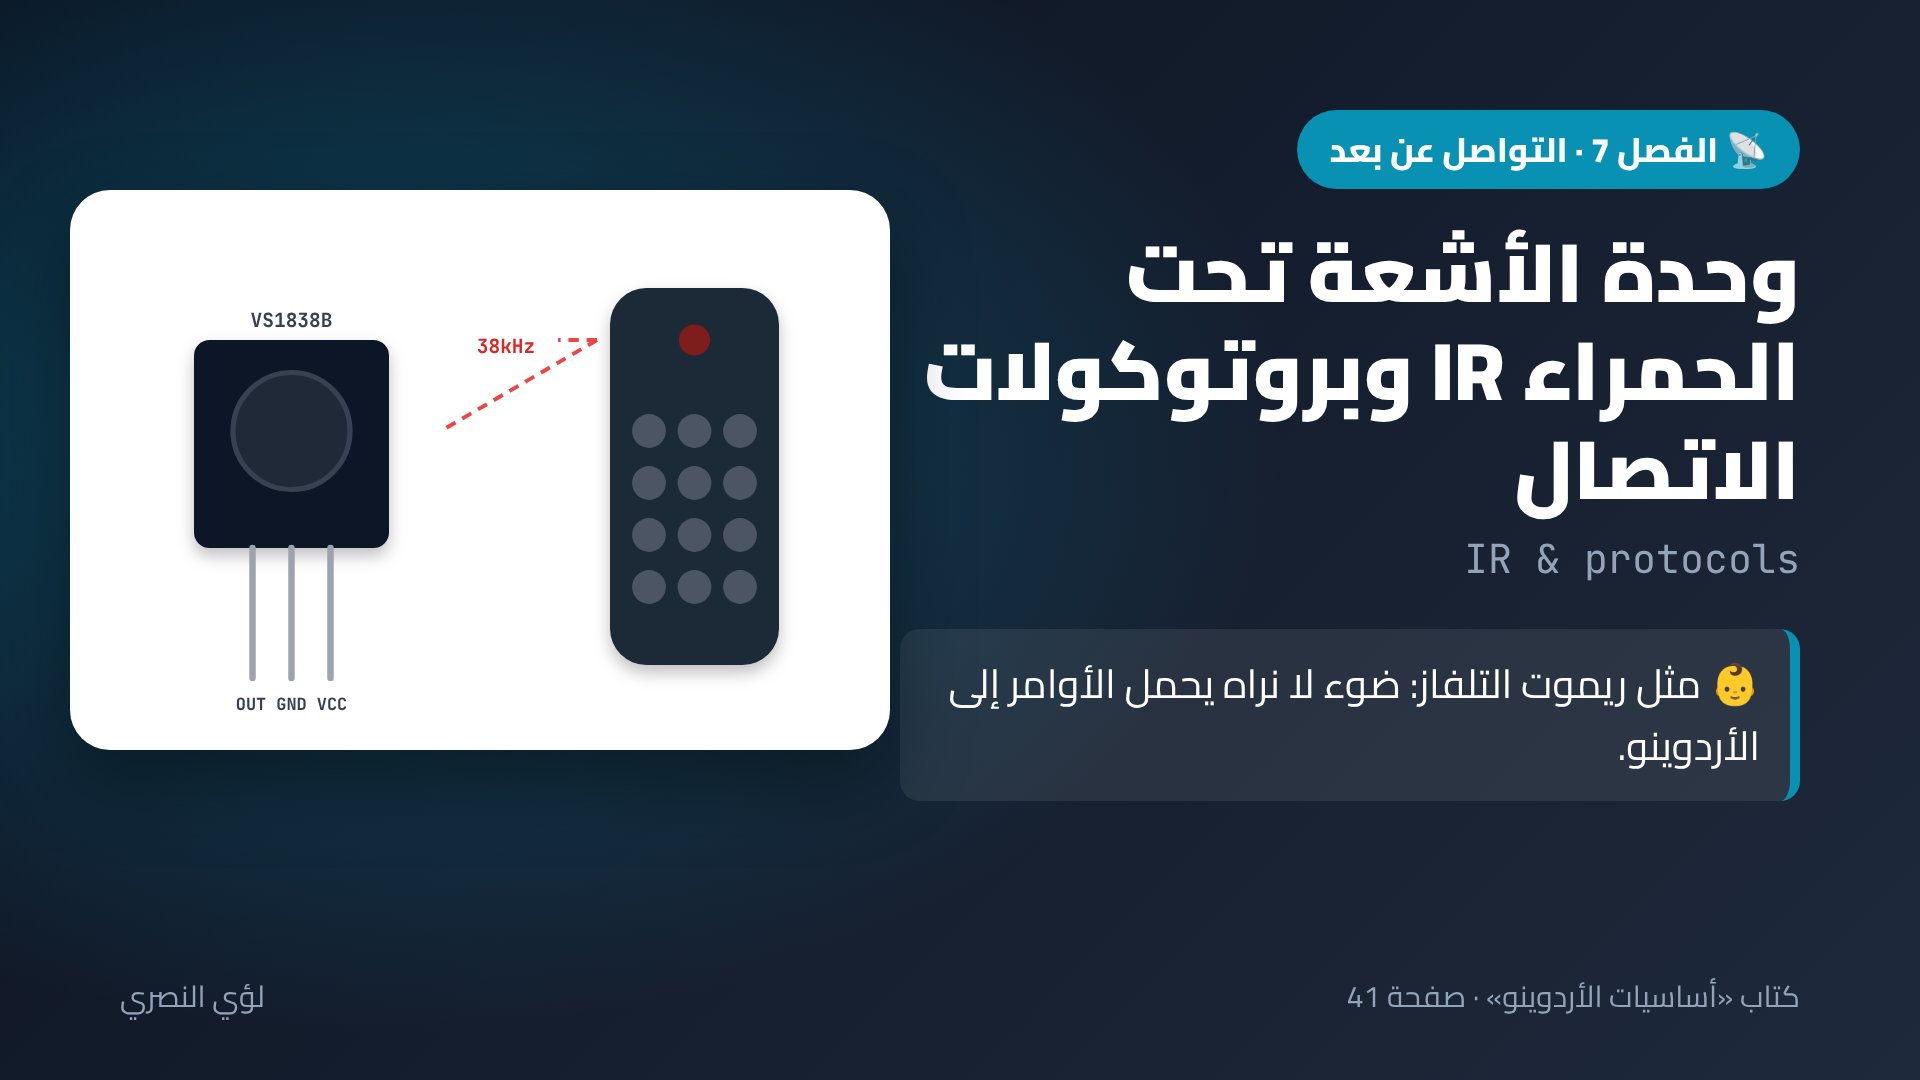 📡 الفصل 7 · التواصل عن بعد
وحدة الأشعة تحت
الحمراء IR وبروتوكولات
الاتصال
IR & protocols
👶 مثل ريموت التلفاز: ضوء لا نراه يحمل الأوامر إلى
الأردوينو.
VS1838B
38kHz
OUT GND VCC
كتاب «أساسيات الأردوينو» · صفحة 41
لؤي النصري